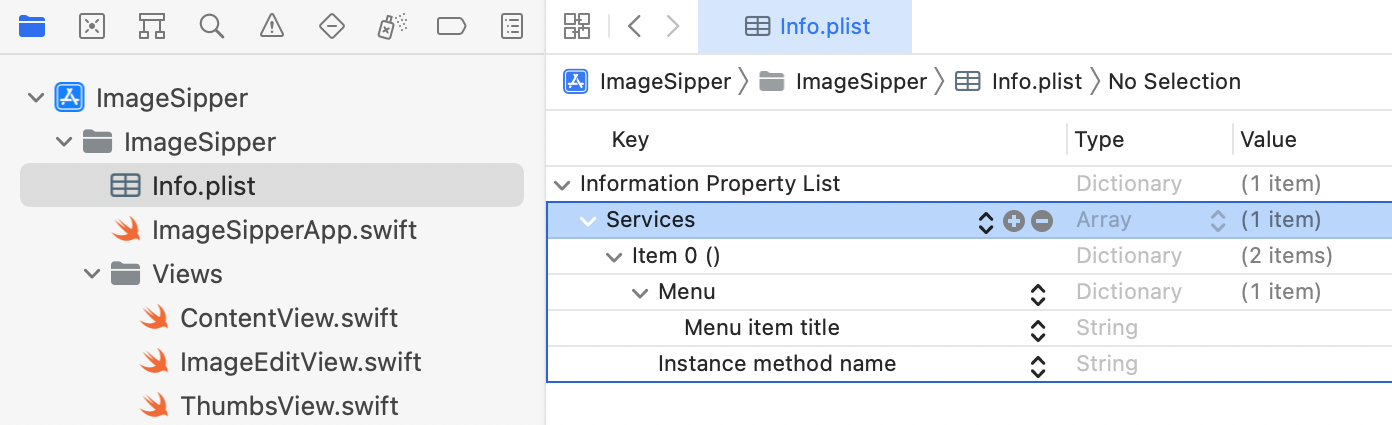 Info.plist
ImageSipper ImageSipper Info.plist No Selection
ImageSipper
ImageSipper
Info.plist
ImageSipperApp.swift
Views
ContentView.swift
ImageEditView.swift
ThumbsView.swift
Key Type Value
Information Property List Dictionary (1 item)
Services Array (1 item)
Item 0 () Dictionary (2 items)
Menu Dictionary (1 item)
Menu item title String
Instance method name String